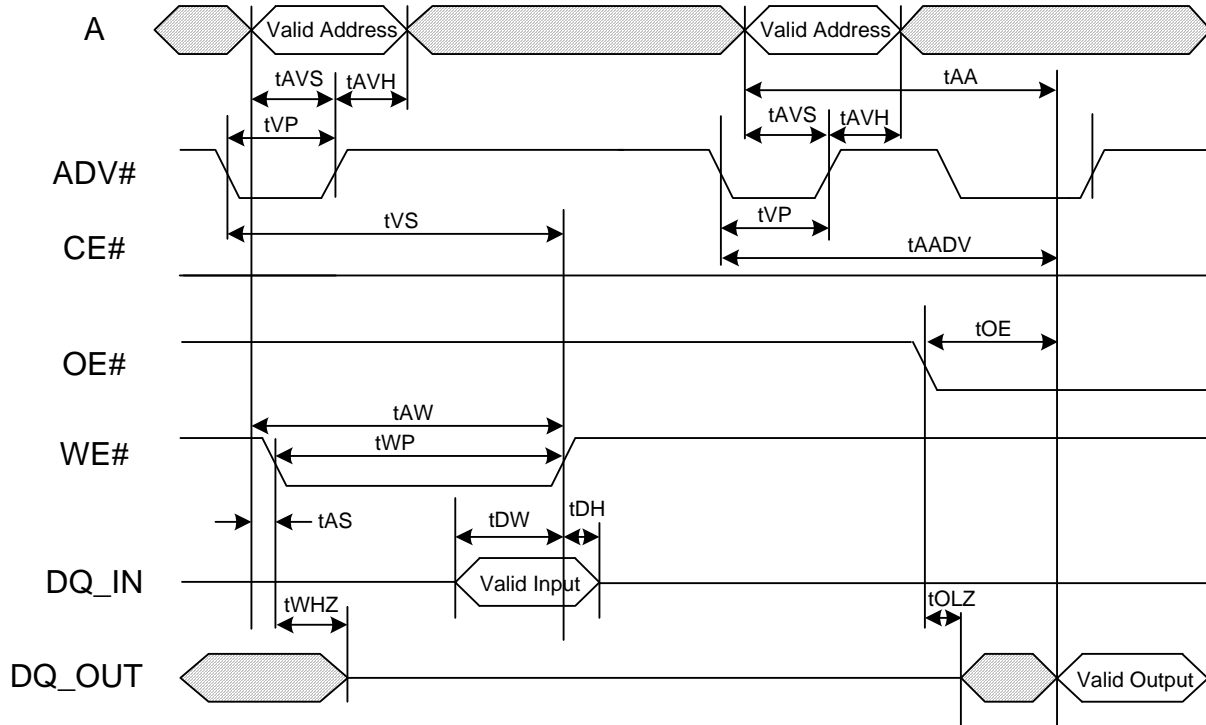 A
Valid Address
Valid Address
tAVS
tAVH
tAA
tVP
tAVS
tAVH
ADV#
tVS
tVP
CE#
tAADV
OE#
tOE
tAW
WE#
tWP
tAS
tDW
tDH
DQ_IN
Valid Input
tWHZ
tOLZ
DQ_OUT
Valid Output